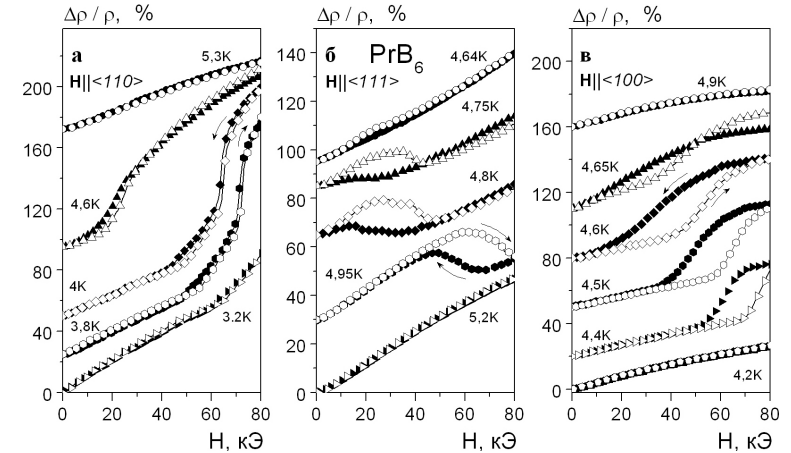 Δρ / ρ, %
а
H||<110>
5,3K
4,6K
4K
3,8K
3,2K
200
160
120
80
40
0
0 20 40 60 80
H, кЭ
Δρ / ρ, %
б
PrB6
H||<111>
4,64K
4,75K
4,8K
4,95K
5,2K
140
120
100
80
60
40
20
0
0 20 40 60 80
H, кЭ
Δρ / ρ, %
в
H||<100>
4,9K
4,65K
4,6K
4,5K
4,4K
4,2K
200
160
120
80
40
0
0 20 40 60 80
H, кЭ